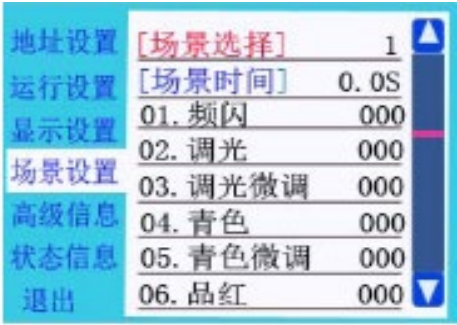 地址设置
运行设置
显示设置
场景设置
高级信息
状态信息
退出
[场景选择] 1
[场景时间] 0.0S
01.频闪 000
02.调光 000
03.调光微调 000
04.青色 000
05.青色微调 000
06.品红 000